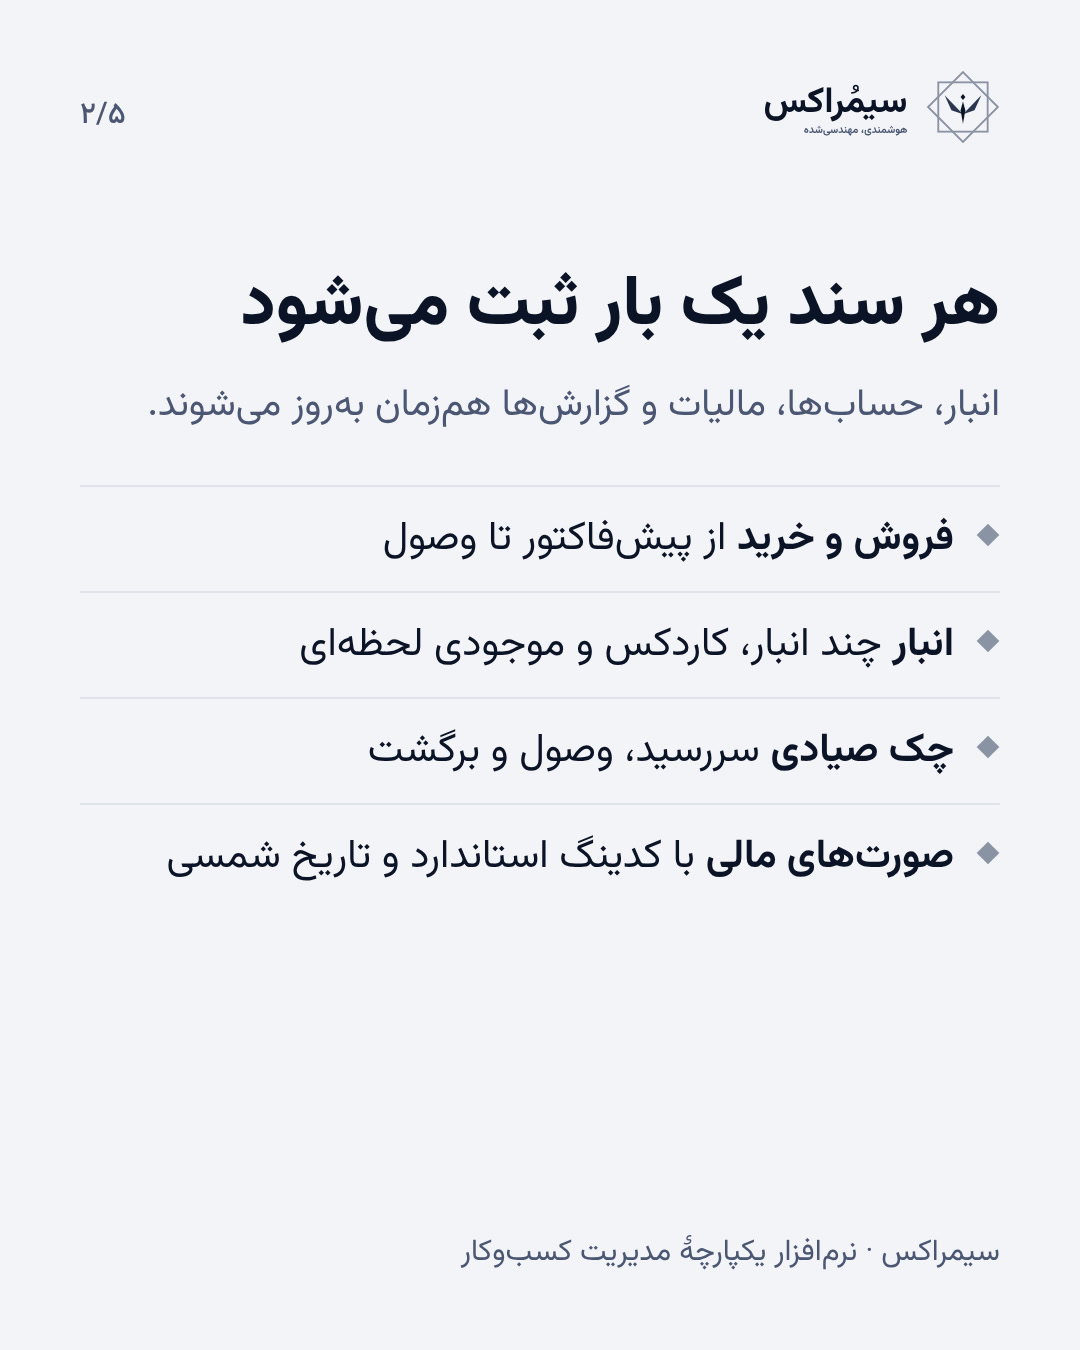 سیمُراکس
هوشمندی، مهندسی‌شده
۲/۵
هر سند یک بار ثبت می‌شود
انبار، حساب‌ها، مالیات و گزارش‌ها هم‌زمان به‌روز می‌شوند.
فروش و خرید از پیش‌فاکتور تا وصول
انبار چند انبار، کاردکس و موجودی لحظه‌ای
چک صیادی سررسید، وصول و برگشت
صورت‌های مالی با کدینگ استاندارد و تاریخ شمسی
سیمراکس · نرم‌افزار یکپارچهٔ مدیریت کسب‌وکار